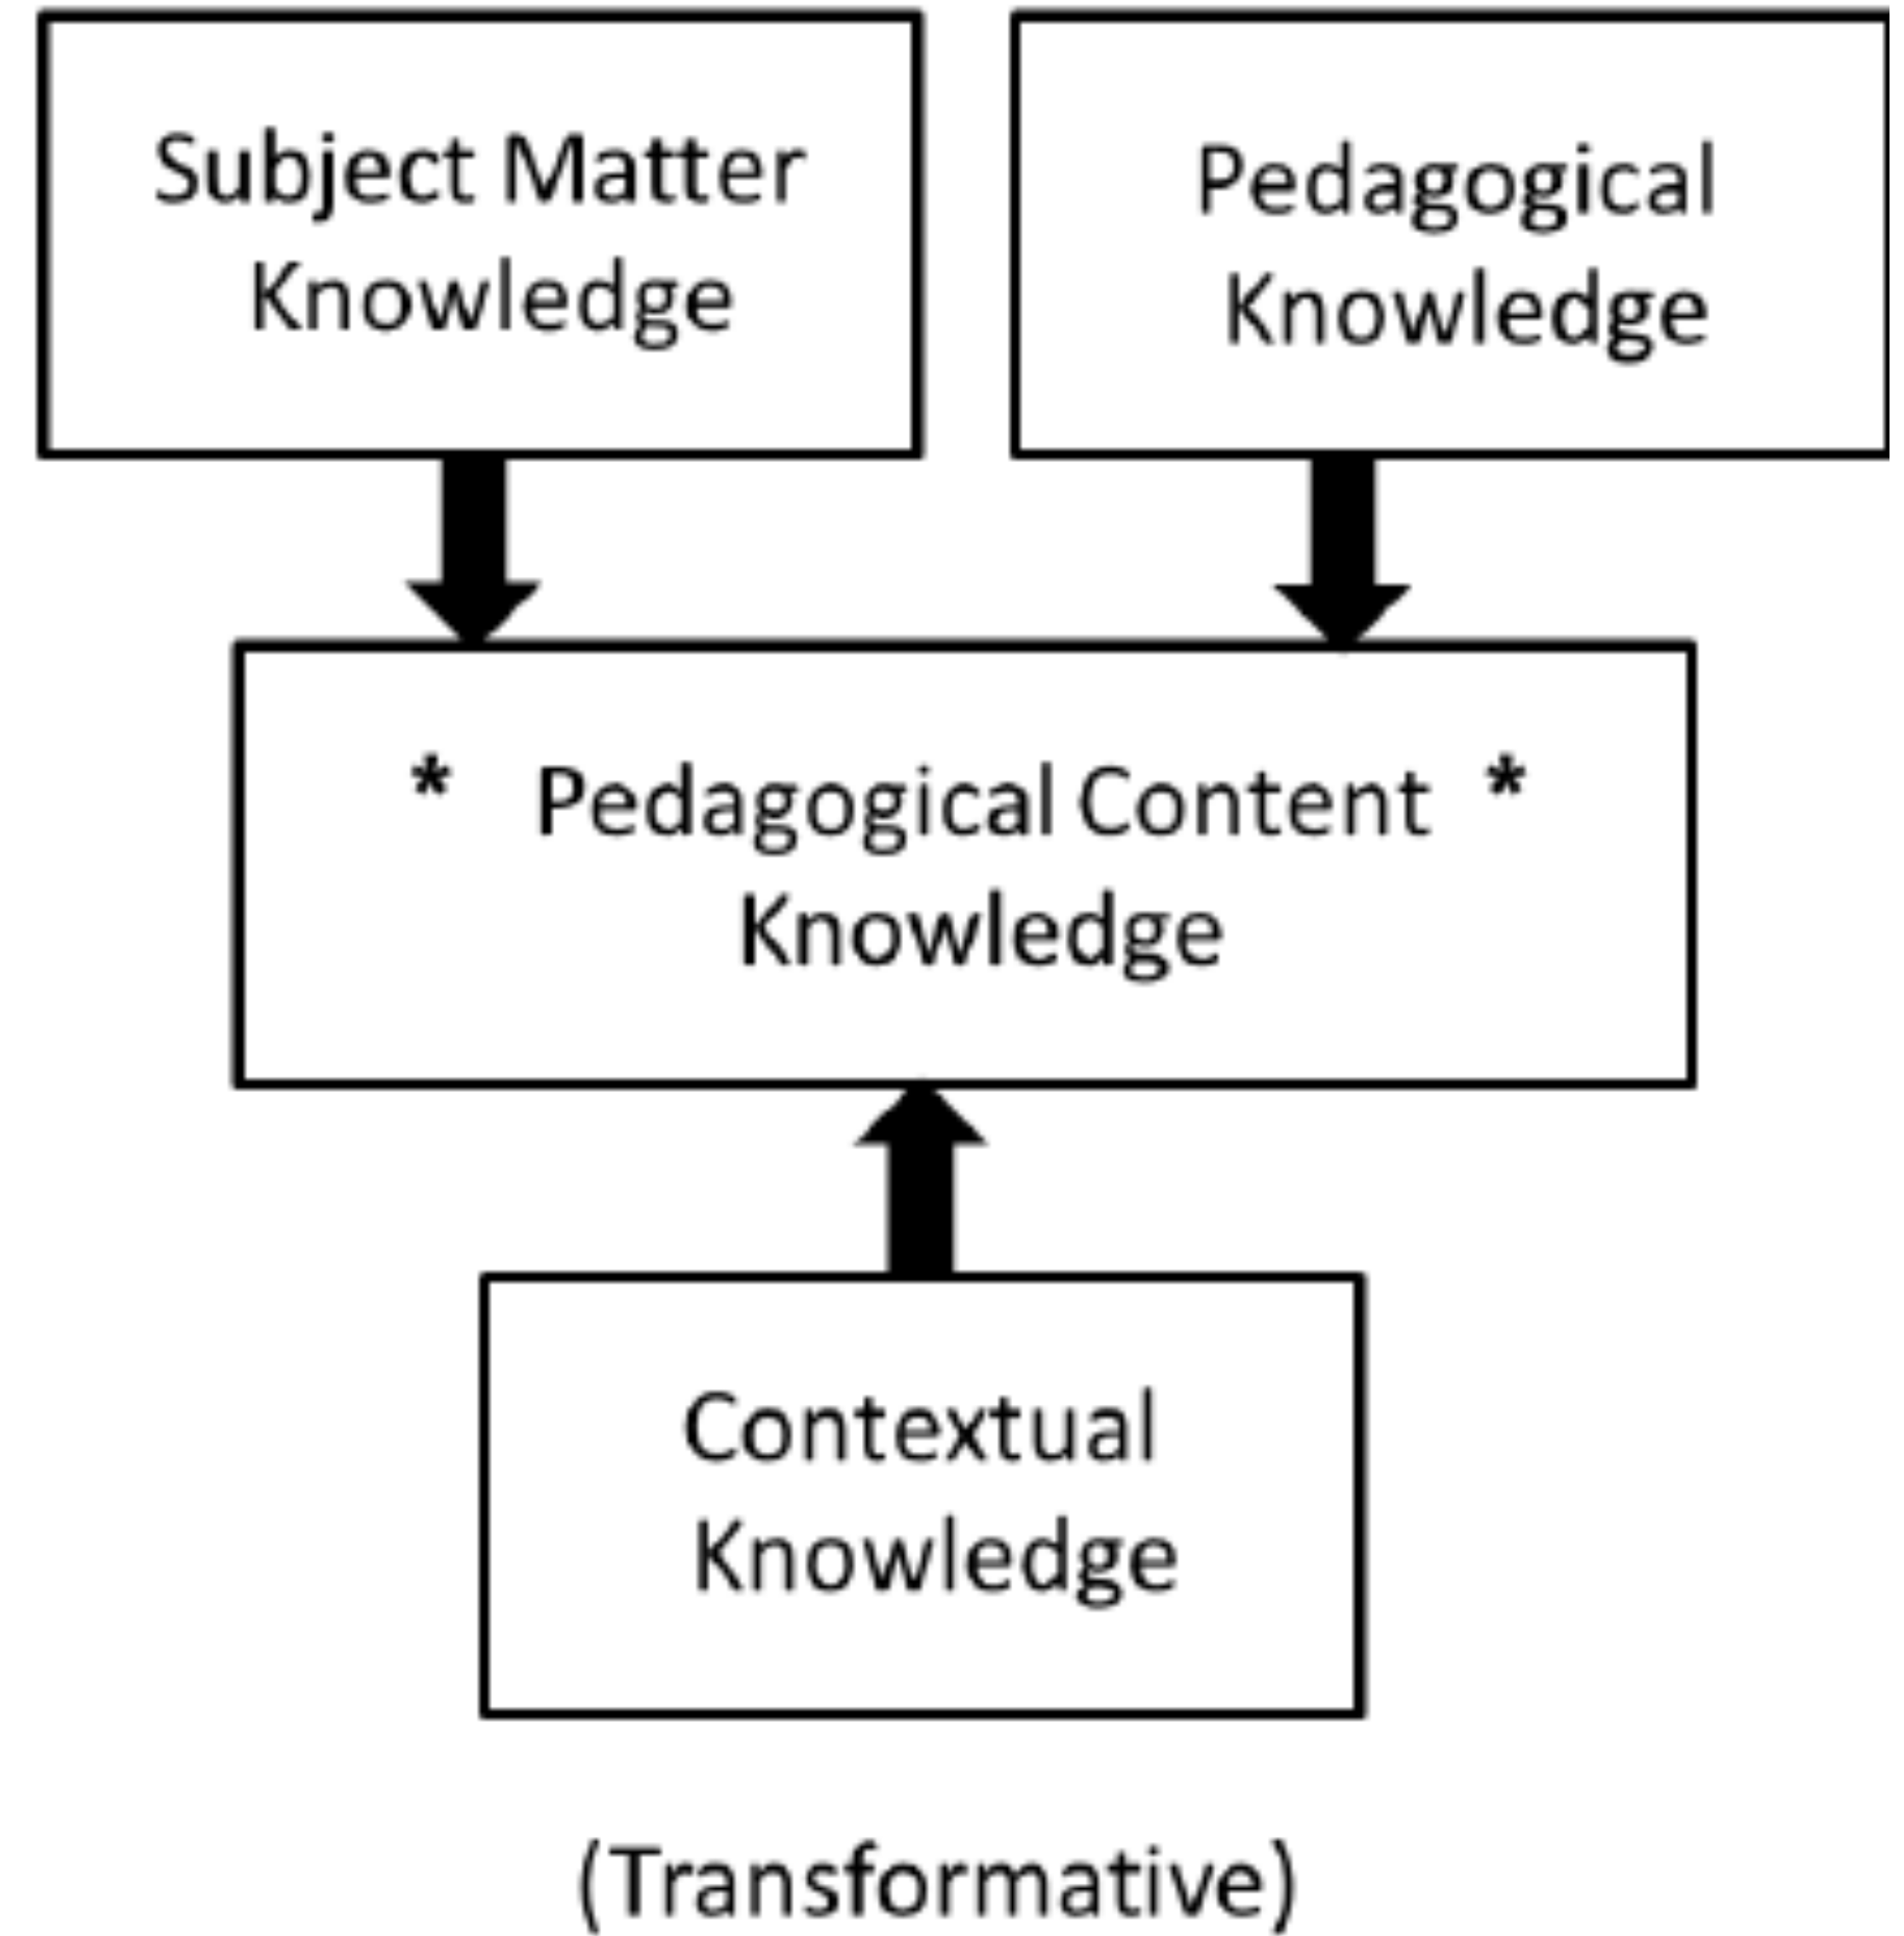 Subject Matter
Knowledge
Pedagogical
Knowledge
* Pedagogical Content *
Knowledge
Contextual
Knowledge
(Transformative)